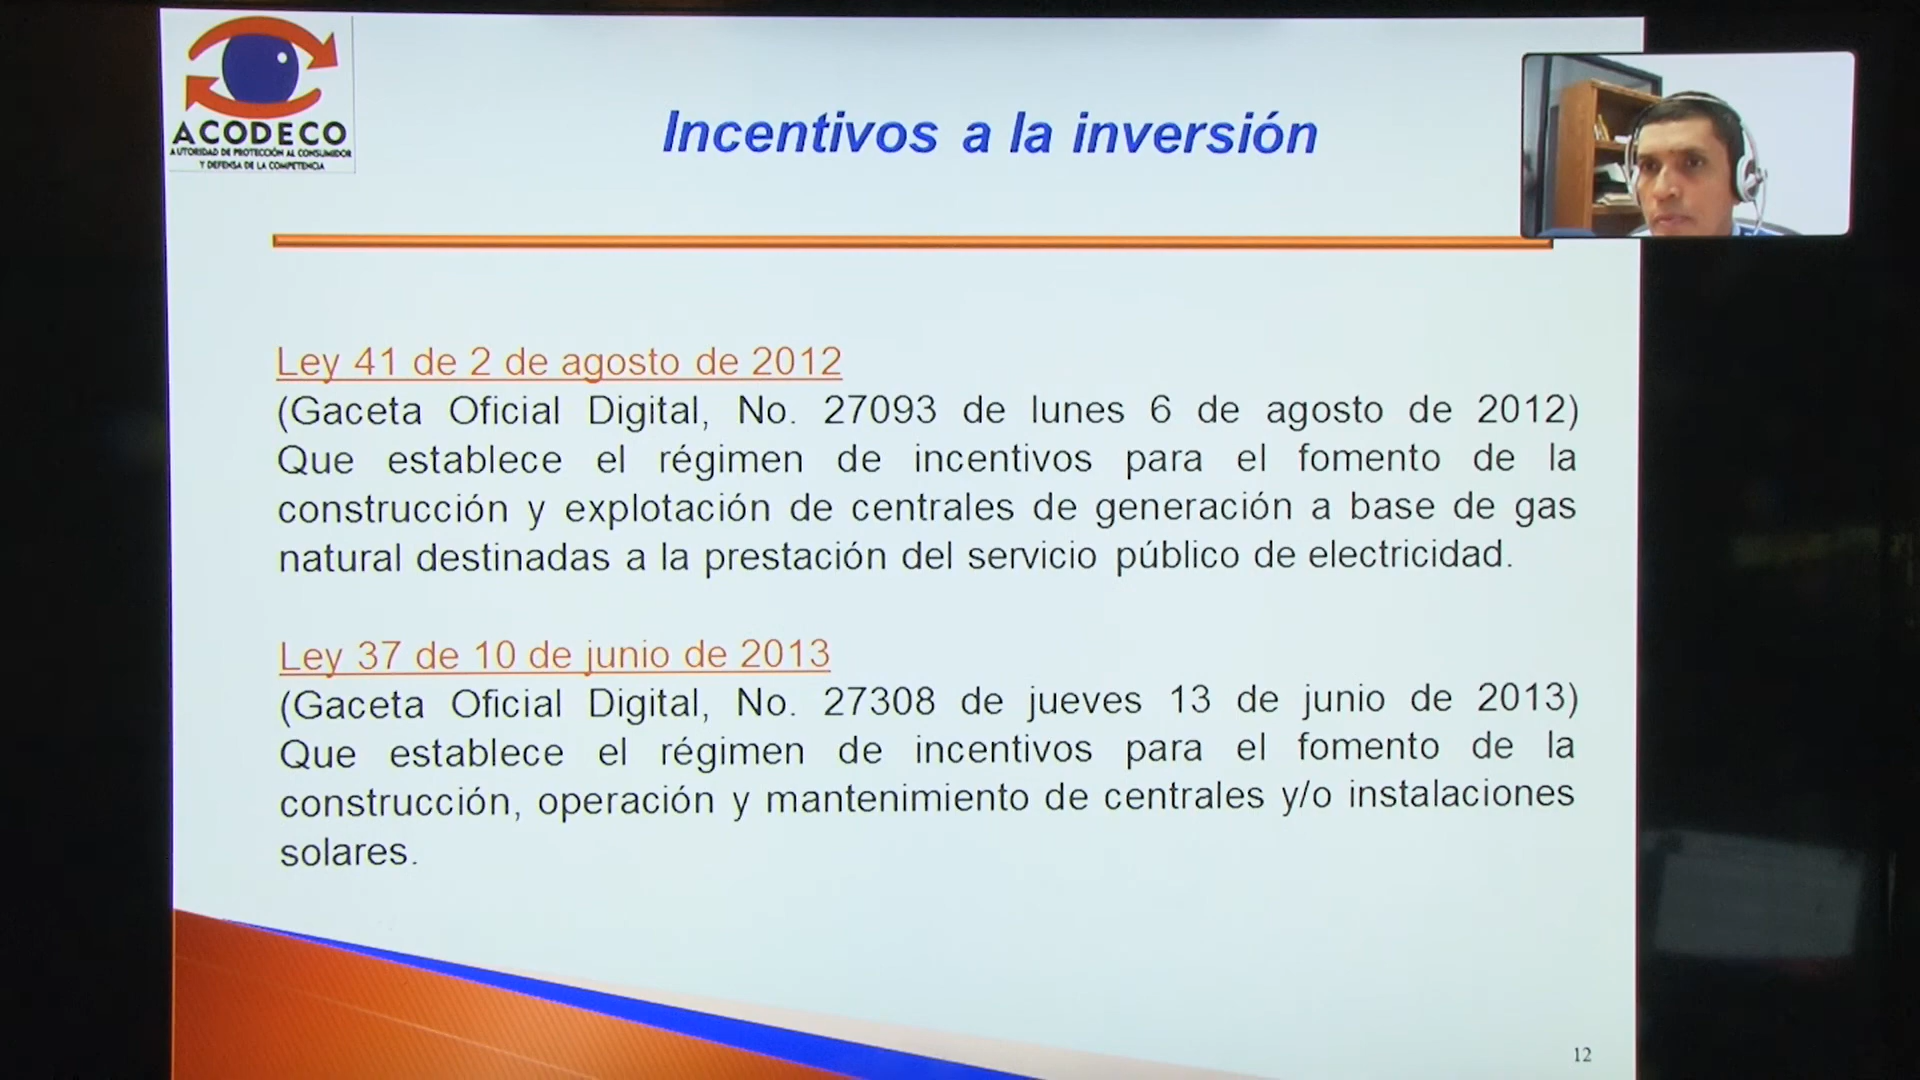 ACODECO
AUTORIDAD DE PROTECCIÓN AL CONSUMIDOR
Y DEFENSA DE LA COMPETENCIA
Incentivos a la inversión
Ley 41 de 2 de agosto de 2012
(Gaceta Oficial Digital, No. 27093 de lunes 6 de agosto de 2012)
Que establece el régimen de incentivos para el fomento de la
construcción y explotación de centrales de generación a base de gas
natural destinadas a la prestación del servicio público de electricidad.
Ley 37 de 10 de junio de 2013
(Gaceta Oficial Digital, No. 27308 de jueves 13 de junio de 2013)
Que establece el régimen de incentivos para el fomento de la
construcción, operación y mantenimiento de centrales y/o instalaciones
solares.
12